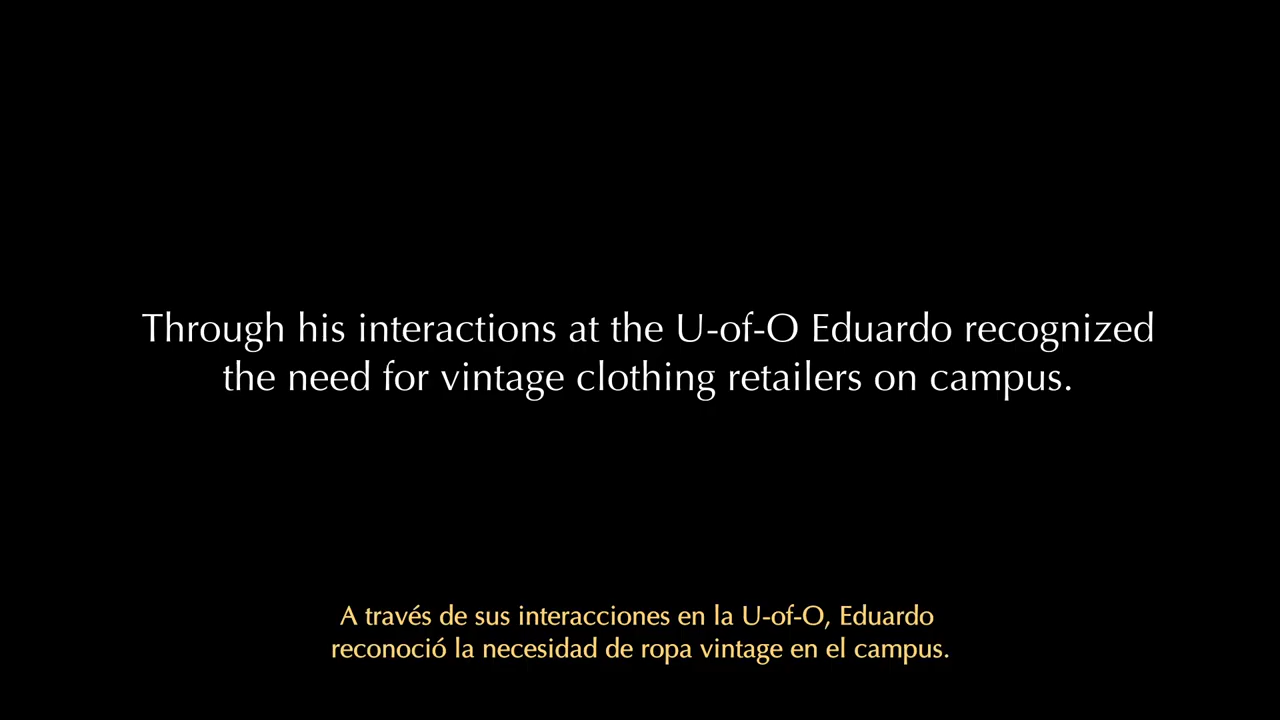 Through his interactions at the U-of-O Eduardo recognized
the need for vintage clothing retailers on campus.
A través de sus interacciones en la U-of-O, Eduardo
reconoció la necesidad de ropa vintage en el campus.